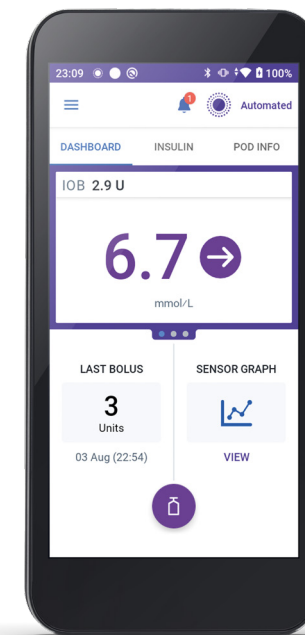 23:09 100%
1
Automated
DASHBOARD INSULIN POD INFO
IOB 2.9 U
6.7
mmol/L
LAST BOLUS SENSOR GRAPH
3
Units
03 Aug (22:54) VIEW